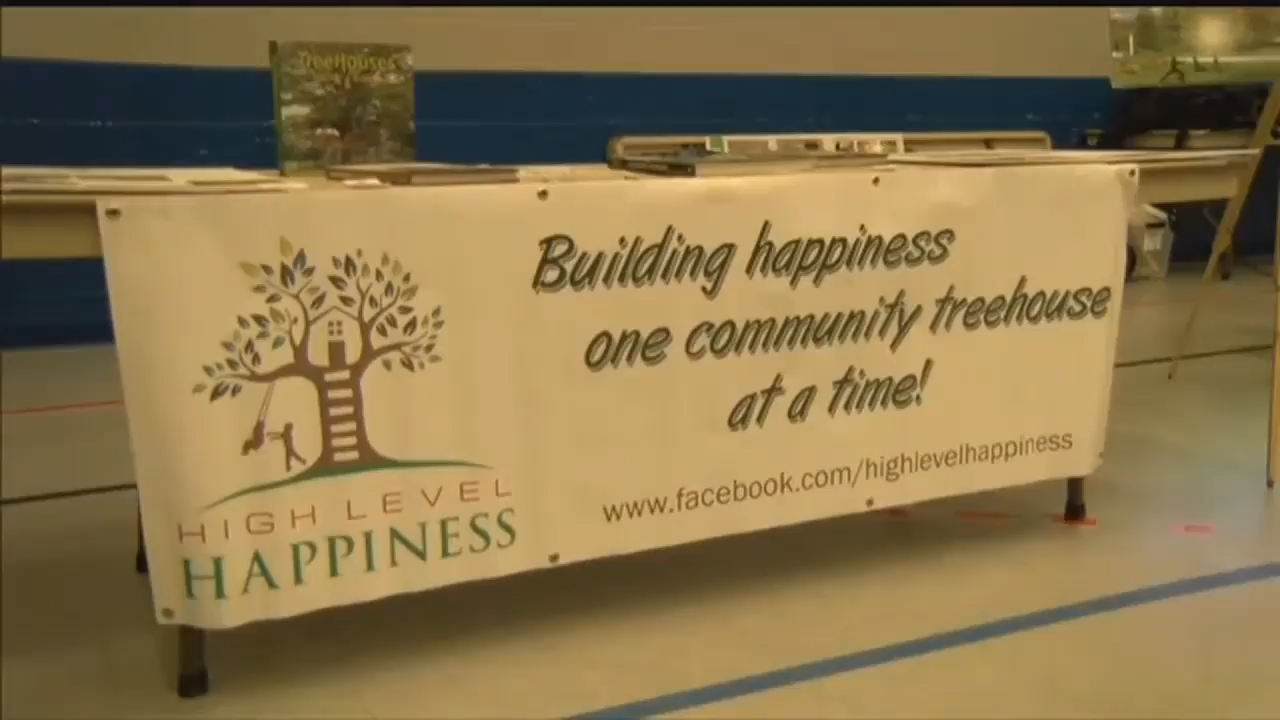 TreeHouses
Building happiness
one community treehouse
at a time!
www.facebook.com/highlevelhappiness
HIGH LEVEL
HAPPINESS